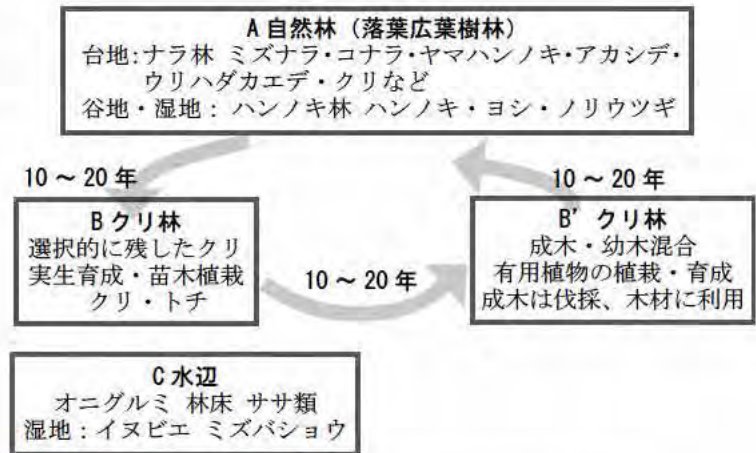 A 自然林（落葉広葉樹林）
台地：ナラ林 ミズナラ・コナラ・ヤマハンノキ・アカシデ・
ウリハダカエデ・クリなど
谷地・湿地：ハンノキ林 ハンノキ・ヨシ・ノリウツギ
10 ～ 20 年
10 ～ 20 年
B クリ林
選択的に残したクリ
実生育成・苗木植栽
クリ・トチ
10 ～ 20 年
B’ クリ林
成木・幼木混合
有用植物の植栽・育成
成木は伐採、木材に利用
C 水辺
オニグルミ 林床 ササ類
湿地：イヌビエ ミズバショウ